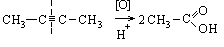 CH₃—C≡C—CH₃ [O] H⁺ 2CH₃—C O OH